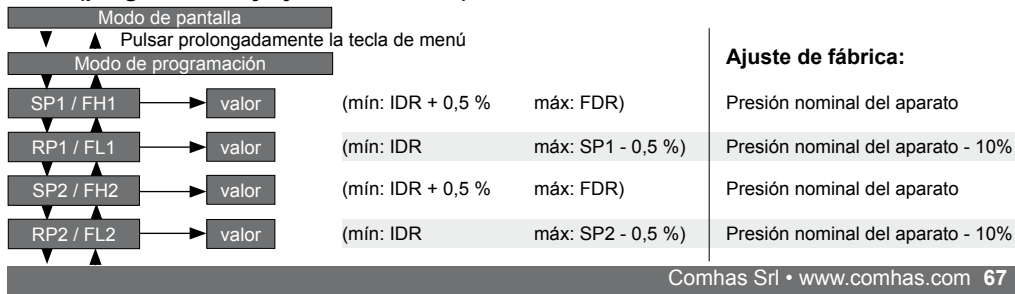 Modo de pantalla
Pulsar prolongadamente la tecla de menú
Modo de programación
Ajuste de fábrica:
SP1 / FH1 valor (mín: IDR + 0,5 % máx: FDR) Presión nominal del aparato
RP1 / FL1 valor (mín: IDR máx: SP1 - 0,5 %) Presión nominal del aparato - 10%
SP2 / FH2 valor (mín: IDR + 0,5 % máx: FDR) Presión nominal del aparato
RP2 / FL2 valor (mín: IDR máx: SP2 - 0,5 %) Presión nominal del aparato - 10%
Comhas Srl • www.comhas.com 67